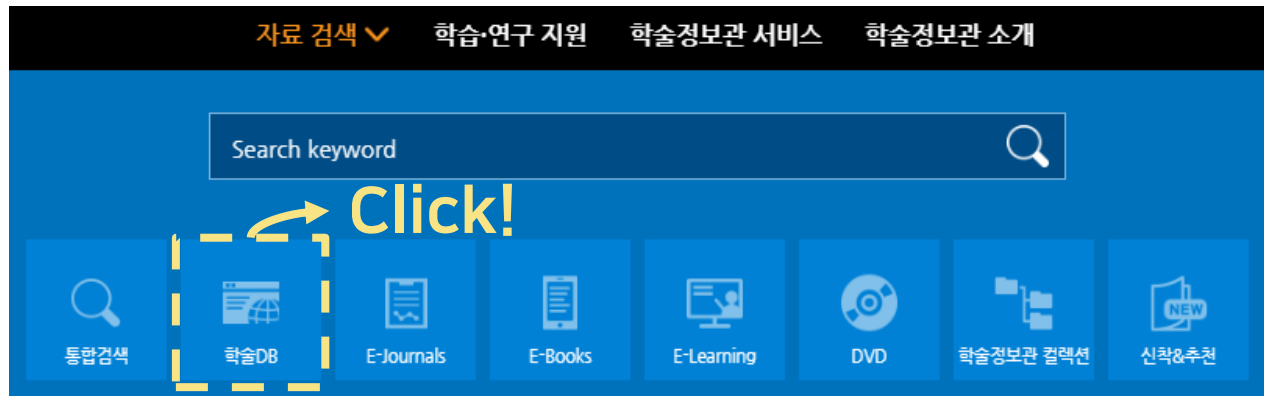 자료 검색 학습·연구 지원 학술정보관 서비스 학술정보관 소개
Search keyword
Click!
NEW
통합검색 학술DB E-Journals E-Books E-Learning DVD 학술정보관 컬렉션 신착&추천